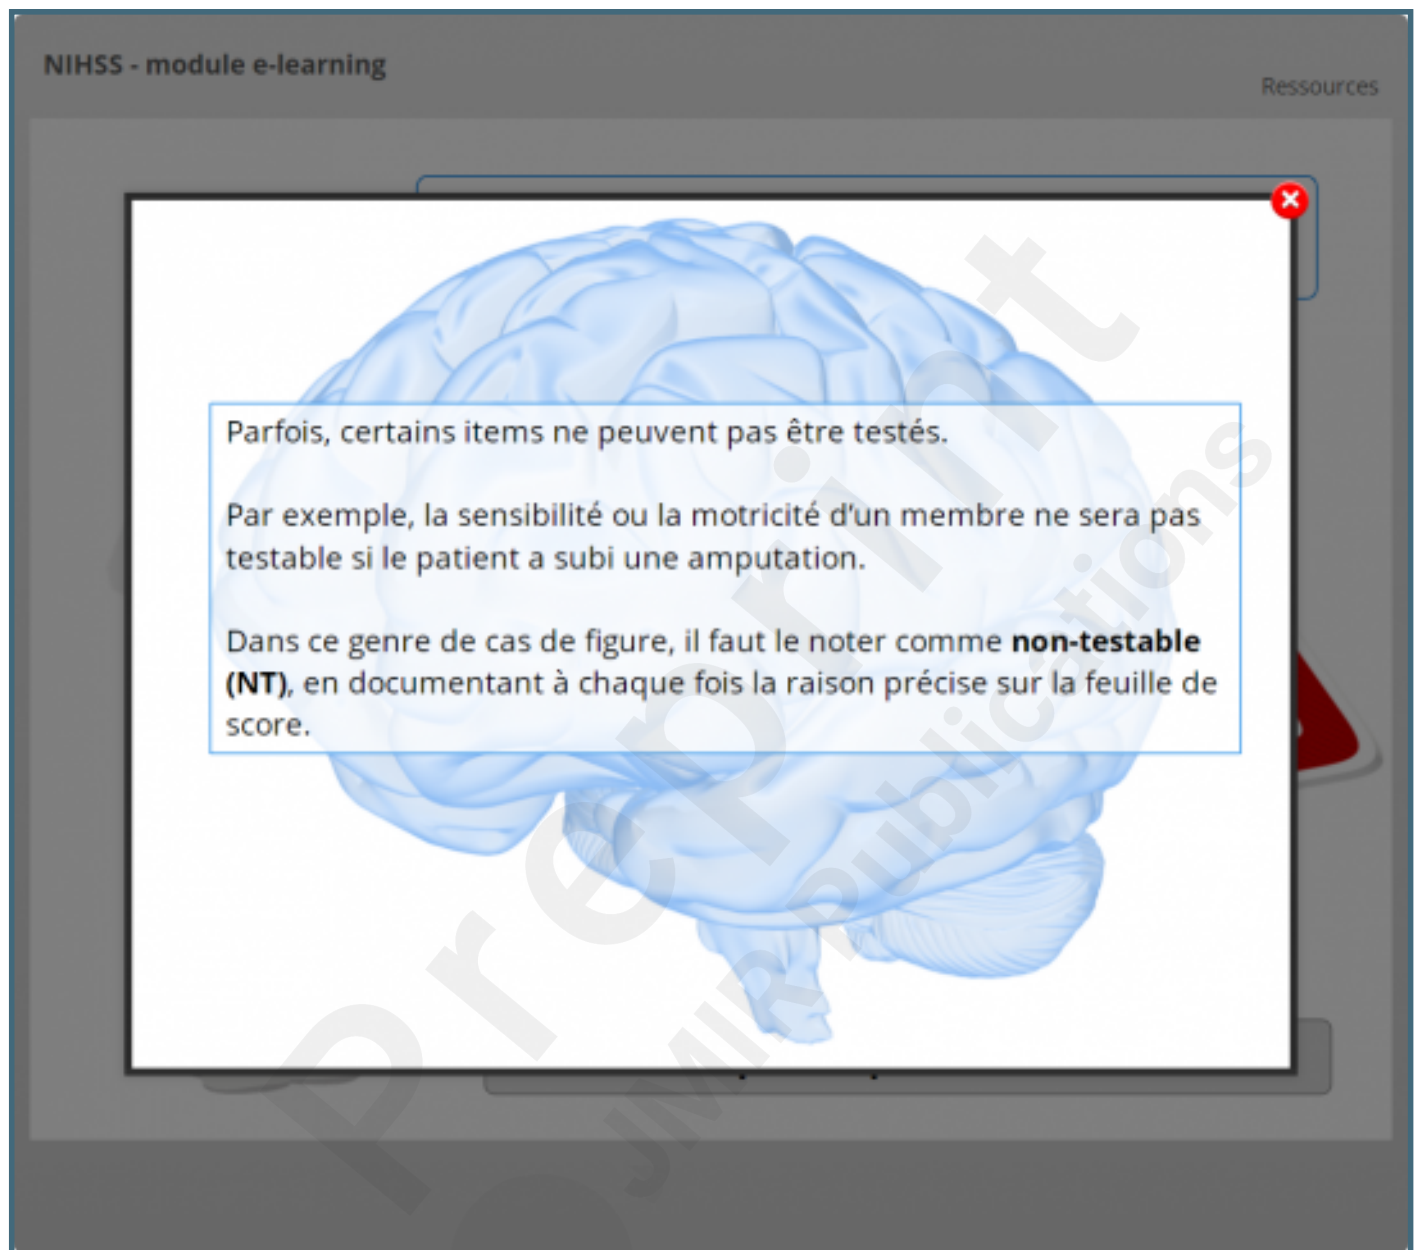 NIHSS - module e-learning
Ressources
Parfois, certains items ne peuvent pas être testés.
Par exemple, la sensibilité ou la motricité d'un membre ne sera pas
testable si le patient a subi une amputation.
Dans ce genre de cas de figure, il faut le noter comme non-testable
(NT), en documentant à chaque fois la raison précise sur la feuille de
score.
Preprint
JMIR Publications